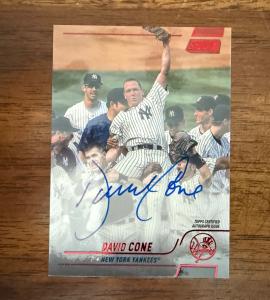 David Cone
TOPPS CERTIFIED
AUTOGRAPH ISSUE
DAVID CONE
NEW YORK YANKEES